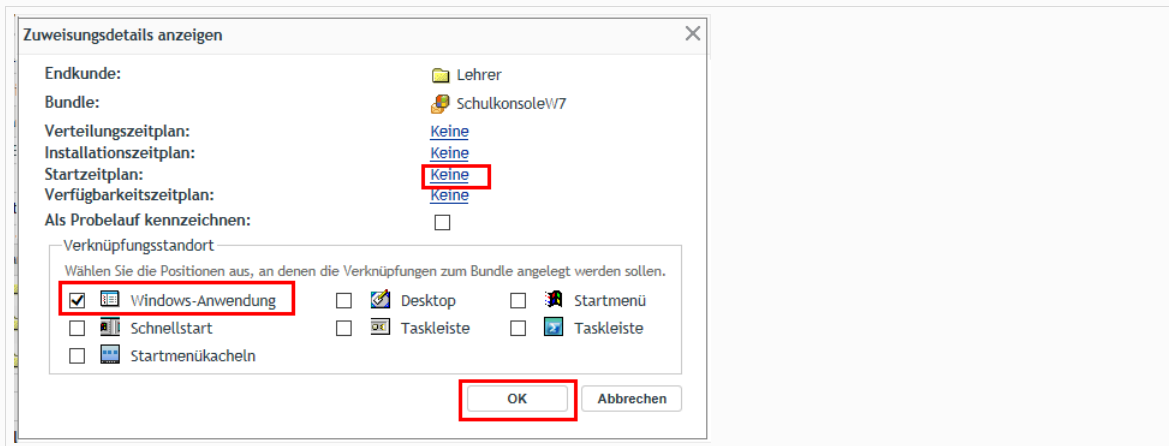 Zuweisungsdetails anzeigen
Endkunde: Lehrer
Bundle: SchulkonsoleW7
Verteilungszeitplan: Keine
Installationszeitplan: Keine
Startzeitplan: Keine
Verfügbarkeitszeitplan: Keine
Als Probelauf kennzeichnen:
Verknüpfungsstandort
Wählen Sie die Positionen aus, an denen die Verknüpfungen zum Bundle angelegt werden sollen.
Windows-Anwendung Desktop Startmenü
Schnellstart Taskleiste Taskleiste
Startmenükacheln
OK Abbrechen